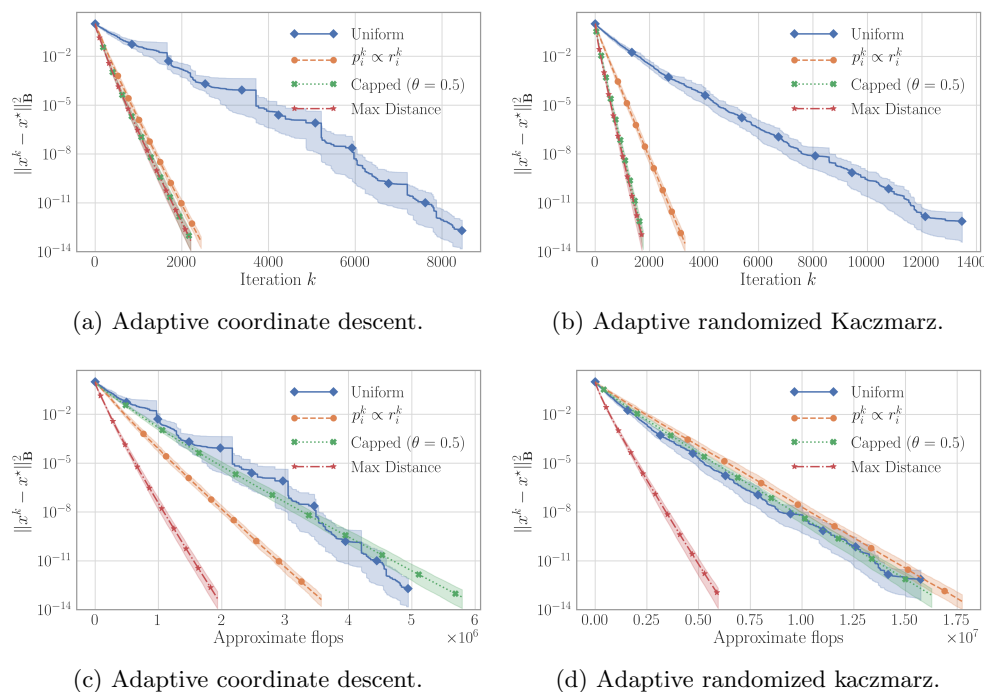 10⁻²
10⁻⁵
10⁻⁸
10⁻¹¹
10⁻¹⁴
‖x^k − x^⋆‖²_B
0 2000 4000 6000 8000
Iteration k
Uniform
p_i^k ∝ r_i^k
Capped (θ = 0.5)
Max Distance
(a) Adaptive coordinate descent.
10⁻²
10⁻⁵
10⁻⁸
10⁻¹¹
10⁻¹⁴
‖x^k − x^⋆‖²_B
0 2000 4000 6000 8000 10000 12000 1400
Iteration k
Uniform
p_i^k ∝ r_i^k
Capped (θ = 0.5)
Max Distance
(b) Adaptive randomized Kaczmarz.
10⁻²
10⁻⁵
10⁻⁸
10⁻¹¹
10⁻¹⁴
‖x^k − x^⋆‖²_B
0 1 2 3 4 5 6
Approximate flops
×10⁶
Uniform
p_i^k ∝ r_i^k
Capped (θ = 0.5)
Max Distance
(c) Adaptive coordinate descent.
10⁻²
10⁻⁵
10⁻⁸
10⁻¹¹
10⁻¹⁴
‖x^k − x^⋆‖²_B
0.00 0.25 0.50 0.75 1.00 1.25 1.50 1.75
Approximate flops
×10⁷
Uniform
p_i^k ∝ r_i^k
Capped (θ = 0.5)
Max Distance
(d) Adaptive randomized kaczmarz.